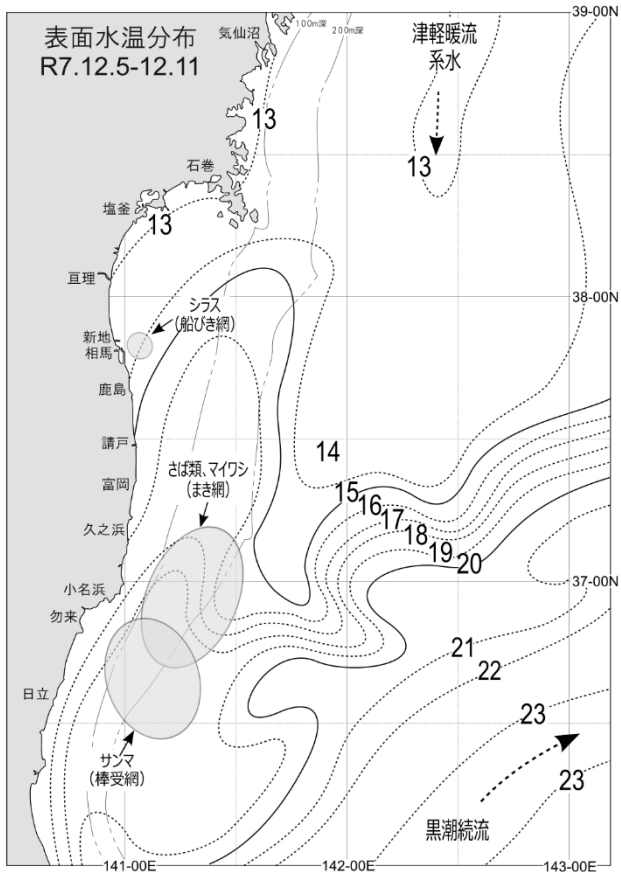 表面水温分布
R7.12.5-12.11
気仙沼
100m深
200m深
津軽暖流
系水
39-00N
13
13
石巻
塩釜
13
亘理
38-00N
シラス
(船びき網)
新地
相馬
鹿島
請戸
14
さば類、マイワシ
(まき網)
富岡
15
16
17
18
19
20
久之浜
37-00N
小名浜
勿来
21
22
23
日立
サンマ
(棒受網)
23
黒潮続流
141-00E
142-00E
143-00E